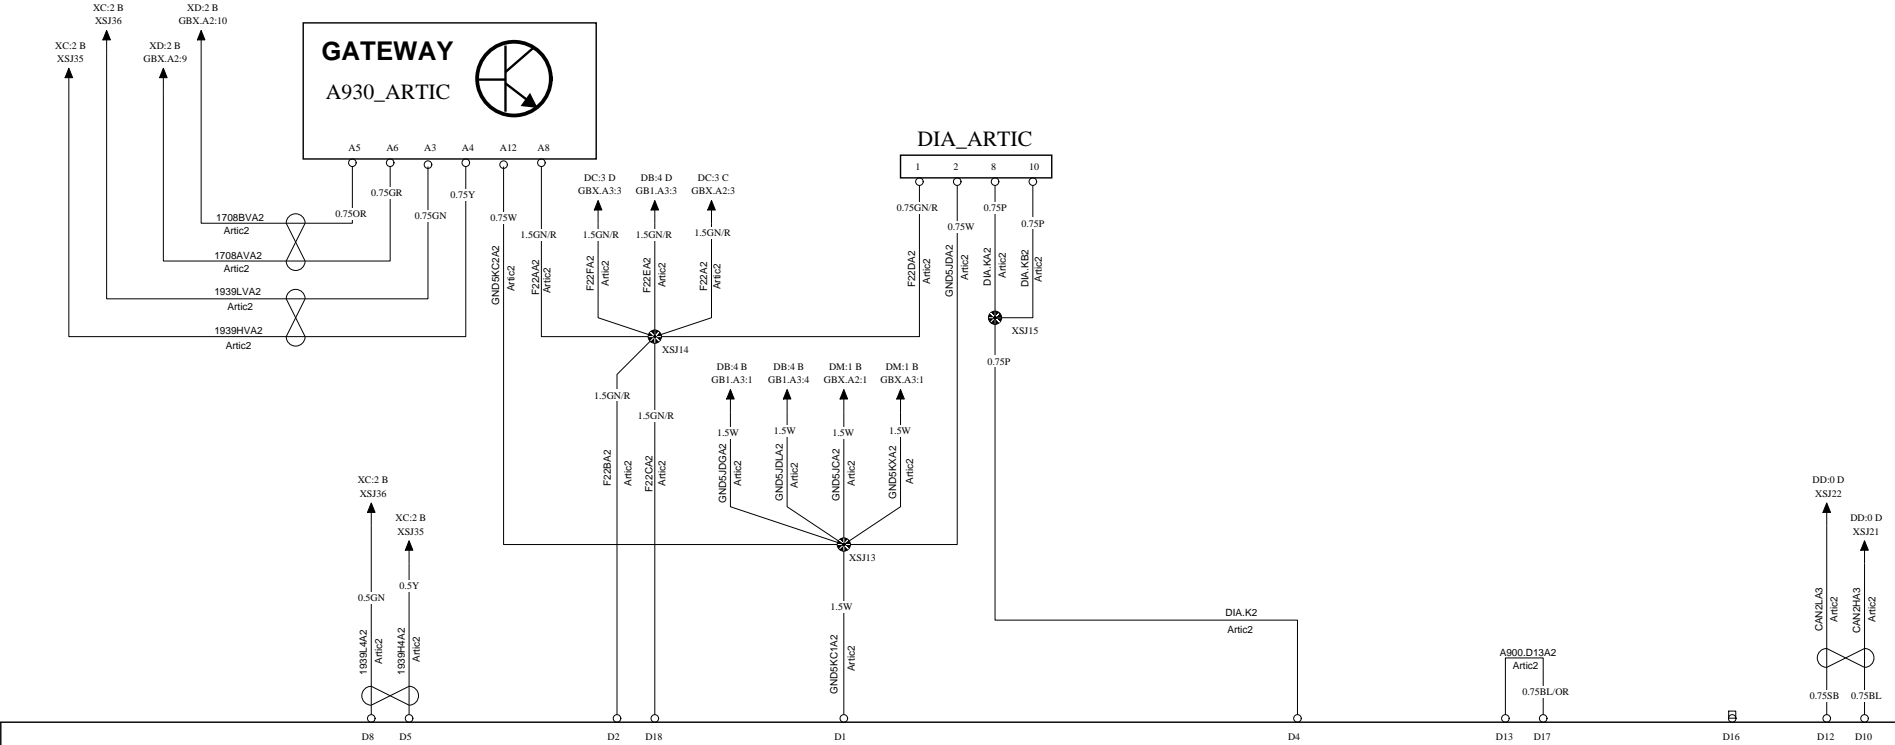 XC:2 B
XSJ36
XD:2 B
GBX.A2:10
XC:2 B
XSJ35
XD:2 B
GBX.A2:9
GATEWAY
A930_ARTIC
A5
A6
A3
A4
A12
A8
DIA_ARTIC
1
2
8
10
0.75OR
0.75GR
0.75GN
0.75Y
0.75W
1.5GN/R
1708BVA2
Artic2
1708AVA2
Artic2
1939LVA2
Artic2
1939HVA2
Artic2
GND5KC2A2
Artic2
F22AA2
Artic2
DC:3 D
GBX.A3:3
DB:4 D
GB1.A3:3
DC:3 C
GBX.A2:3
1.5GN/R
1.5GN/R
1.5GN/R
F22FA2
Artic2
F22EA2
Artic2
F22A2
Artic2
XSJ14
0.75GN/R
0.75W
0.75P
0.75P
F22DA2
Artic2
GND5JDA2
Artic2
DIA.KA2
Artic2
DIA.KB2
Artic2
XSJ15
0.75P
DB:4 B
GB1.A3:1
DB:4 B
GB1.A3:4
DM:1 B
GBX.A2:1
DM:1 B
GBX.A3:1
1.5GN/R
1.5GN/R
1.5W
1.5W
1.5W
1.5W
F22BA2
Artic2
F22CA2
Artic2
GND5JDGA2
Artic2
GND5JDLA2
Artic2
GND5JCA2
Artic2
GND5KXA2
Artic2
XSJ13
XC:2 B
XSJ36
XC:2 B
XSJ35
0.5GN
0.5Y
1939L4A2
Artic2
1939H4A2
Artic2
1.5W
GND5KC1A2
Artic2
DIA.K2
Artic2
A900.D13A2
Artic2
0.75BL/OR
DD:0 D
XSJ22
DD:0 D
XSJ21
CAN2LA3
Artic2
CAN2HA3
Artic2
0.75SB
0.75BL
D8
D5
D2
D18
D1
D4
D13
D17
D16
D12
D10